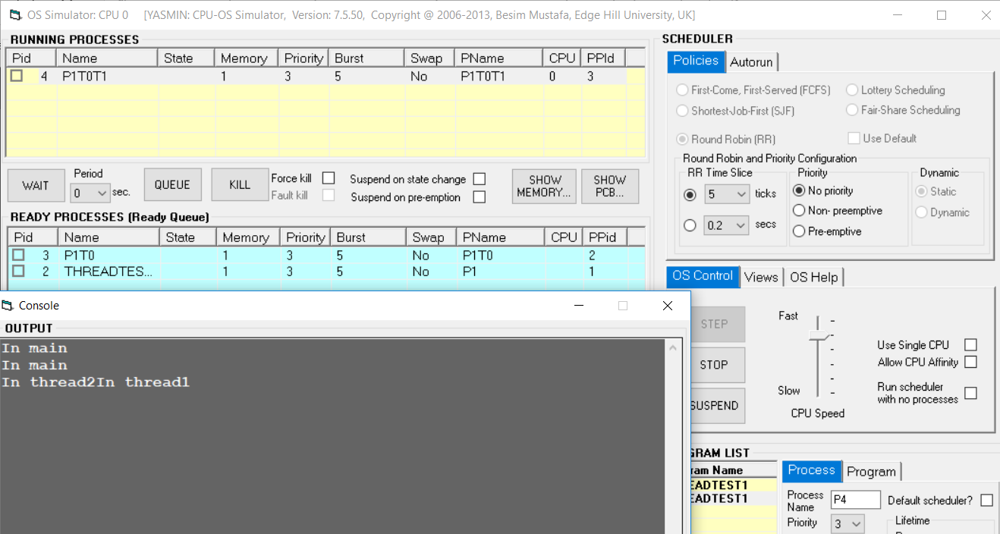 OS Simulator: CPU 0 [YASMIN: CPU-OS Simulator, Version: 7.5.50, Copyright @ 2006-2013, Besim Mustafa, Edge Hill University, UK]
RUNNING PROCESSES
Pid Name State Memory Priority Burst Swap PName CPU PPId
4 P1T0T1 1 3 5 No P1T0T1 0 3
WAIT
Period
0 sec.
QUEUE
KILL
Force kill
Fault kill
Suspend on state change
Suspend on pre-emption
SHOW
MEMORY...
SHOW
PCB...
READY PROCESSES (Ready Queue)
Pid Name State Memory Priority Burst Swap PName CPU PPid
3 P1T0 1 3 5 No P1T0 2
2 THREADTES... 1 3 5 No P1 1
Console
OUTPUT
In main
In main
In thread2In thread1
SCHEDULER
Policies Autorun
First-Come, First-Served (FCFS) Lottery Scheduling
Shortest-Job-First (SJF) Fair-Share Scheduling
Round Robin (RR) Use Default
Round Robin and Priority Configuration
RR Time Slice
5 ticks
0.2 secs
Priority
No priority
Non- preemptive
Pre-emptive
Dynamic
Static
Dynamic
OS Control Views OS Help
STEP
STOP
SUSPEND
Fast
Slow
CPU Speed
Use Single CPU
Allow CPU Affinity
Run scheduler
with no processes
GRAM LIST
ram Name
EADTEST1
EADTEST1
Process Program
Process
Name
P4
Default scheduler?
Priority 3
Lifetime